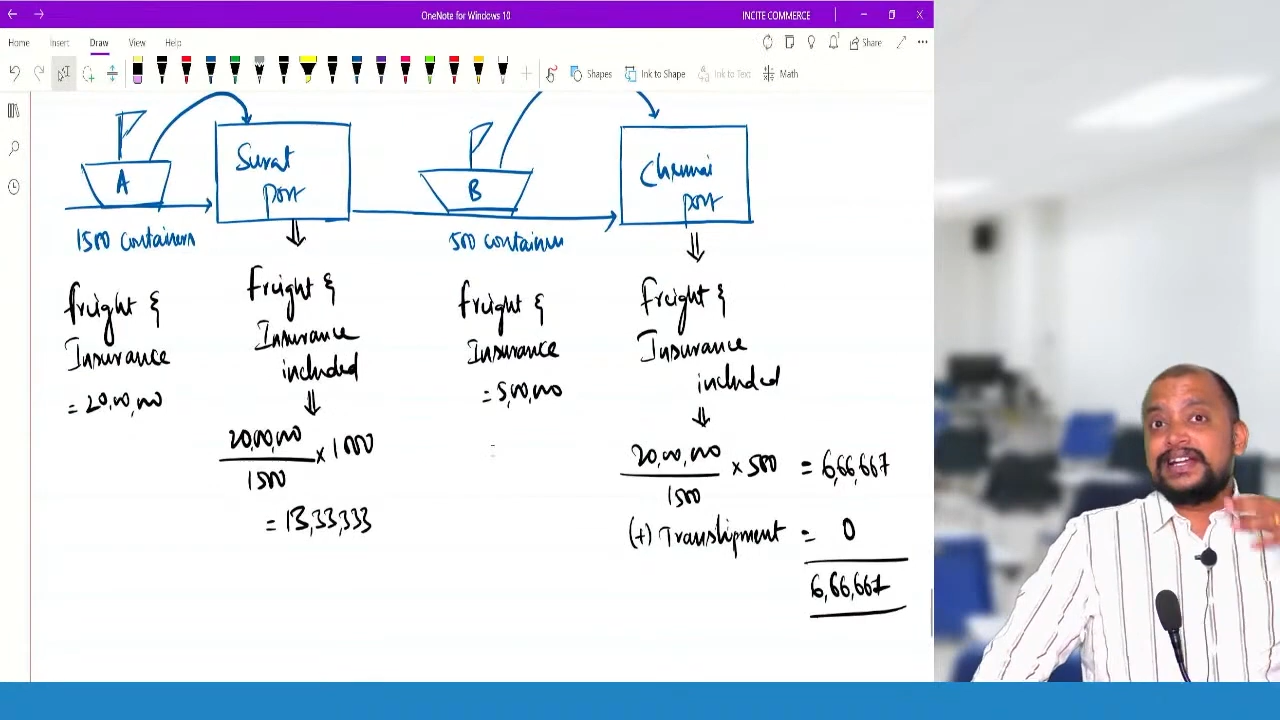 OneNote for Windows 10
INCITE COMMERCE
Home Insert Draw View Help
Share
Shapes Ink to Shape Ink to Text Math
A
Surat
port
B
Chennai
port
1500 Containers
500 containers
Freight &
Insurance
= 20,00,000
Freight &
Insurance
included
20,00,000
1500
× 1000
= 13,33,333
Freight &
Insurance
= 5,00,000
Freight &
Insurance
included
20,00,000
1500
× 500 = 6,66,667
(+) Transhipment = 0
6,66,667